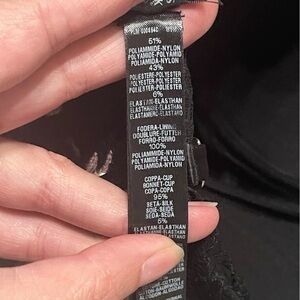 51%
POLIAMMIDE-NYLON
POLYAMIDE-POLYAMID
POLIAMIDA-NYLON
43%
POLIESTERE-POLYESTER
POLYESTER-POLYESTER
POLIESTER-POLYESTER
6%
ELASTAN-ELASTHAN
ELASTHANNE-ELASTHAN
ELASTANERO-ELASTANO
FODERA-LINING
DOUBLURE-FUTTER
FORRO-FORRO
100%
POLIAMMIDE-NYLON
POLYAMIDE-POLYAMID
POLIAMIDA-NYLON
COPPA-CUP
BONNET-CUP
COPA-COPA
95%
SETA-SILK
SOIE-SEIDE
SEDA-SEDA
5%
ELASTAN-ELASTHAN